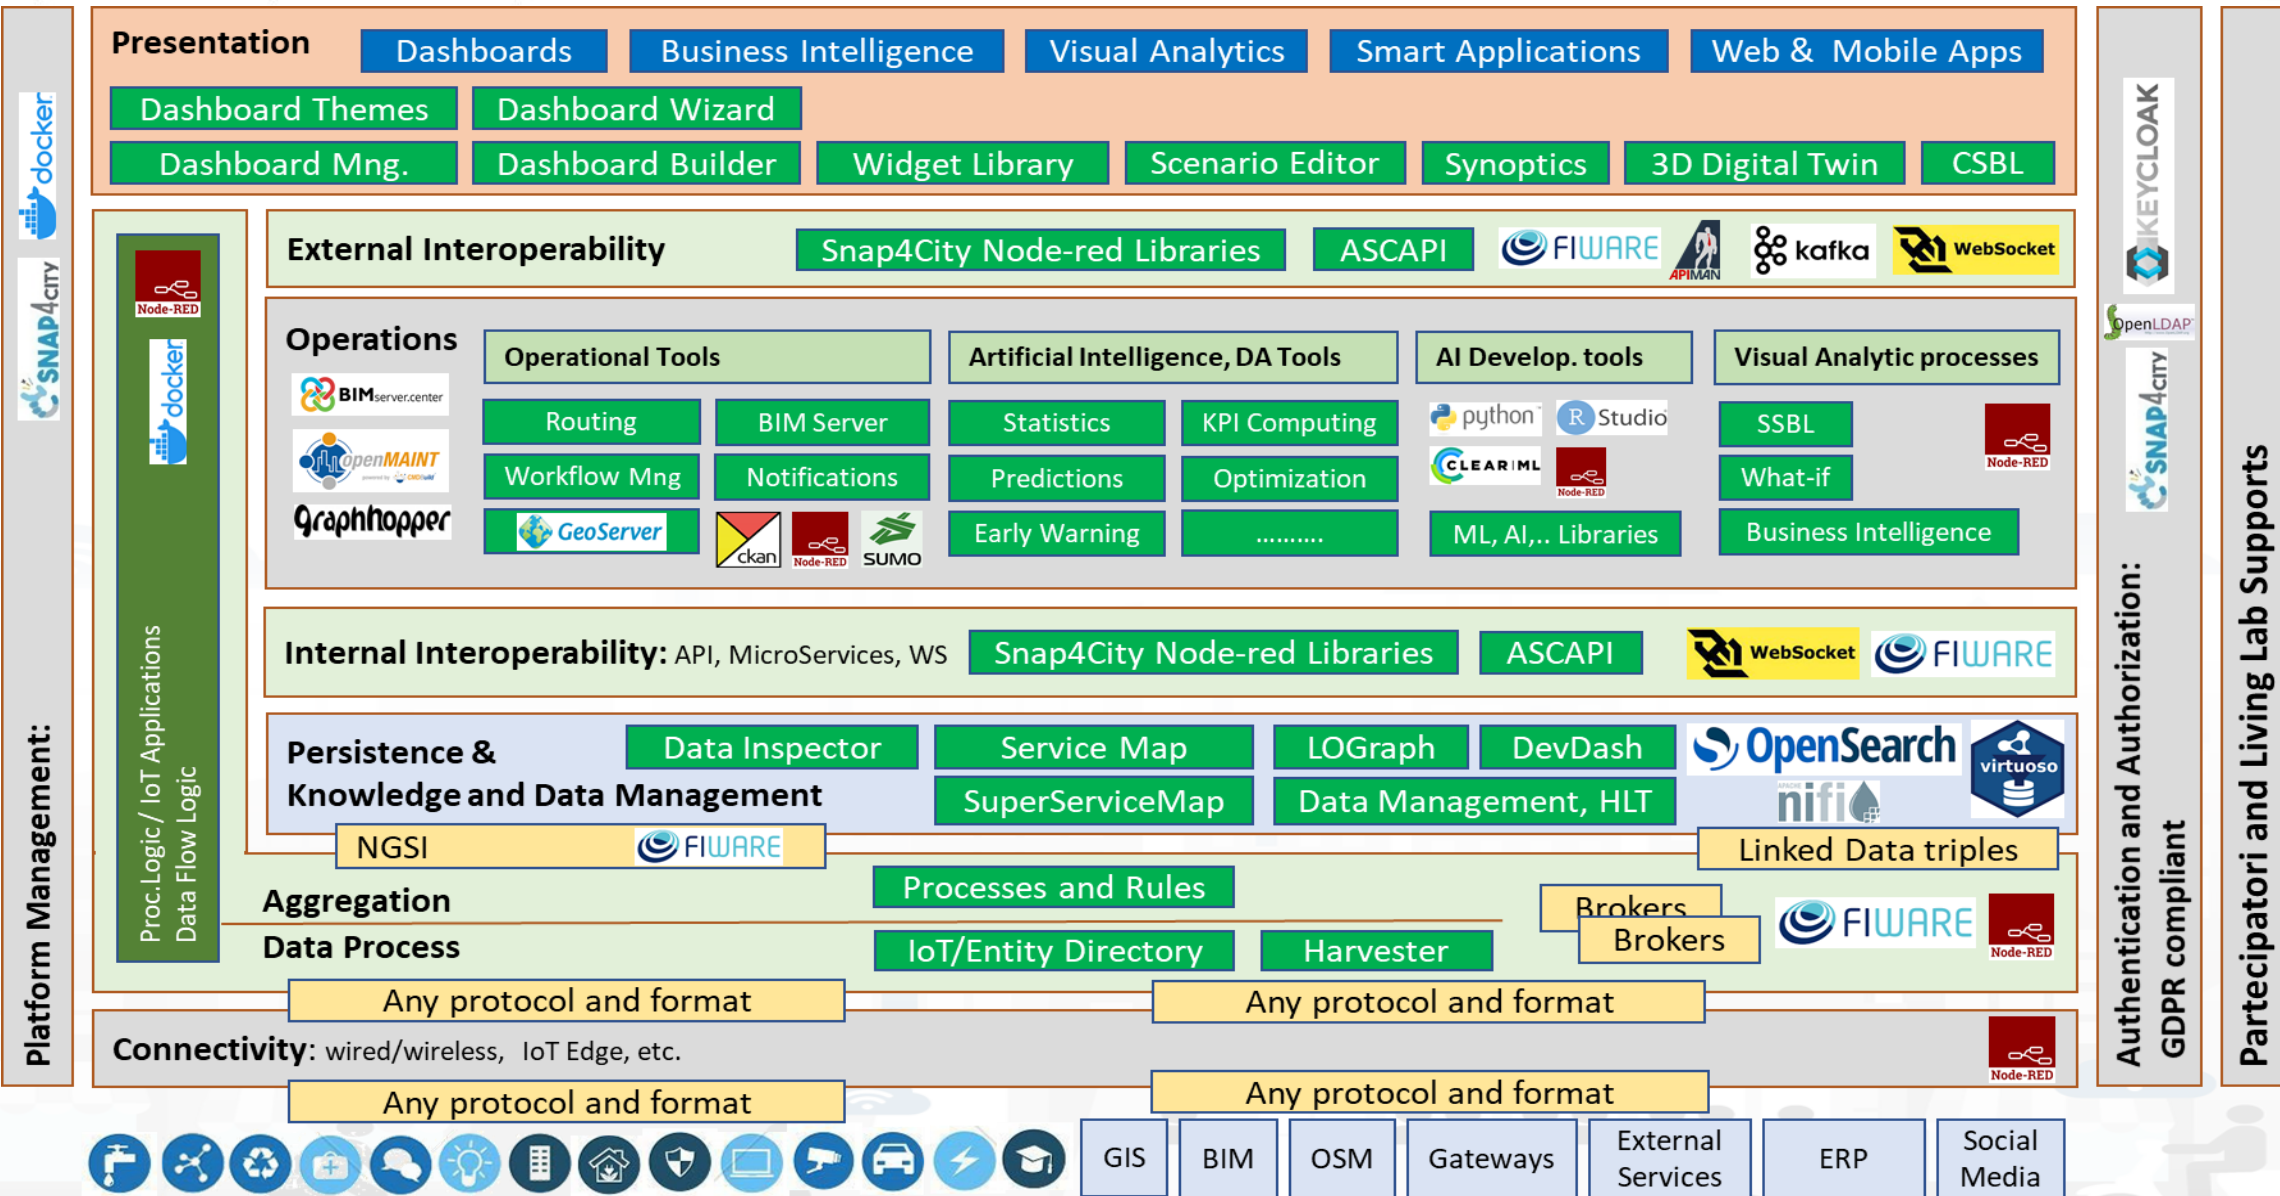 Presentation
Dashboards
Business Intelligence
Visual Analytics
Smart Applications
Web & Mobile Apps
Dashboard Themes
Dashboard Wizard
Dashboard Mng.
Dashboard Builder
Widget Library
Scenario Editor
Synoptics
3D Digital Twin
CSBL
Platform Management:
SNAP4CITY
docker
Proc.Logic / IoT Applications
Data Flow Logic
docker
Node-RED
External Interoperability
Snap4City Node-red Libraries
ASCAPI
FIWARE
APIMAN
kafka
WebSocket
Operations
BIMserver.center
openMAINT
graphhopper
Operational Tools
Routing
BIM Server
Workflow Mng
Notifications
GeoServer
ckan
Node-RED
SUMO
Artificial Intelligence, DA Tools
Statistics
KPI Computing
Predictions
Optimization
Early Warning
..........
AI Develop. tools
python
R Studio
CLEAR|ML
Node-RED
ML, AI,.. Libraries
Visual Analytic processes
SSBL
What-if
Business Intelligence
Node-RED
Internal Interoperability: API, MicroServices, WS
Snap4City Node-red Libraries
ASCAPI
WebSocket
FIWARE
Persistence &
Knowledge and Data Management
Data Inspector
Service Map
LOGraph
DevDash
SuperServiceMap
Data Management, HLT
OpenSearch
nifi
virtuoso
NGSI
FIWARE
Linked Data triples
Aggregation
Processes and Rules
Data Process
IoT/Entity Directory
Harvester
Brokers
Brokers
FIWARE
Node-RED
Any protocol and format
Any protocol and format
Connectivity: wired/wireless, IoT Edge, etc.
Node-RED
Any protocol and format
Any protocol and format
GIS
BIM
OSM
Gateways
External
Services
ERP
Social
Media
Authentication and Authorization:
GDPR compliant
KEYCLOAK
OpenLDAP
SNAP4CITY
Partecipatori and Living Lab Supports